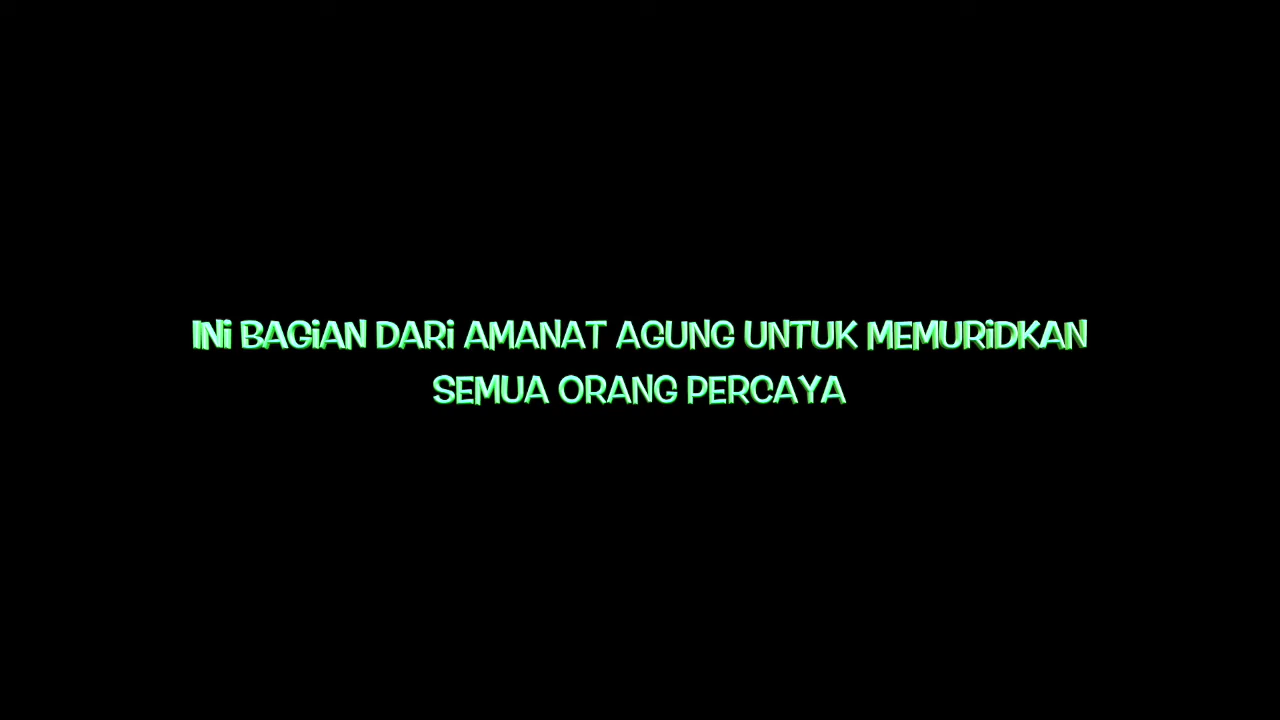 INi BAGiAN DARi AMANAT AGUNG UNTUK MEMURiDKAN
SEMUA ORANG PERCAYA